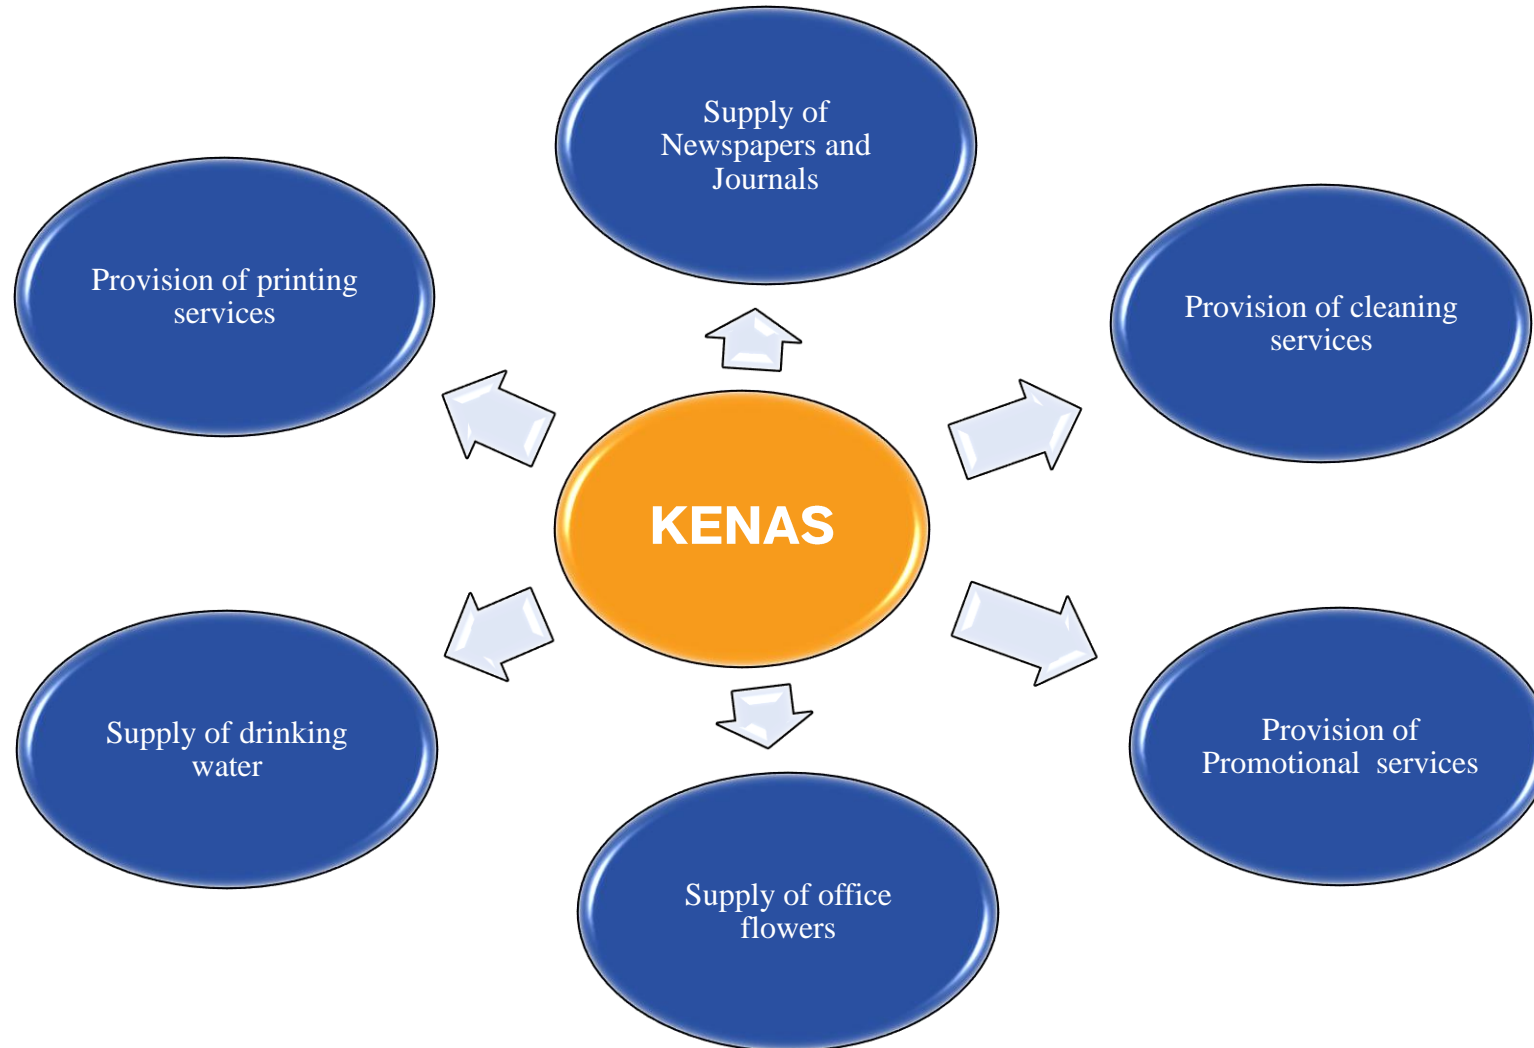 Supply of
Newspapers and
Journals
Provision of printing
services
Provision of cleaning
services
KENAS
Supply of drinking
water
Provision of
Promotional  services
Supply of office
flowers